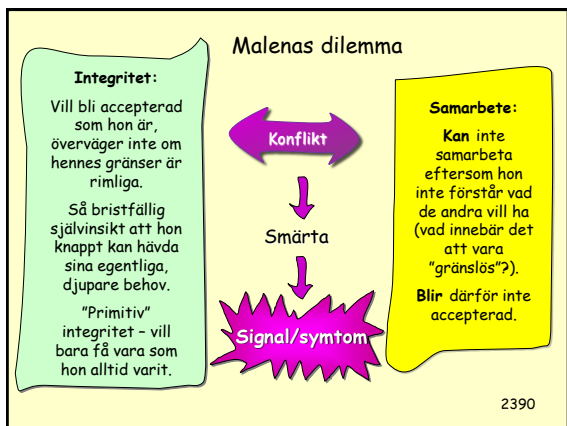 Malenas dilemma
Integritet:
Vill bli accepterad
som hon är,
överväger inte om
hennes gränser är
rimliga.
Så bristfällig
självinsikt att hon
knappt kan hävda
sina egentliga,
djupare behov.
”Primitiv”
integritet – vill
bara få vara som
hon alltid varit.
Konflikt
Smärta
Signal/symtom
Samarbete:
Kan inte
samarbeta
eftersom hon
inte förstår vad
de andra vill ha
(vad innebär det
att vara
”gränslös”?).
Blir därför inte
accepterad.
2390